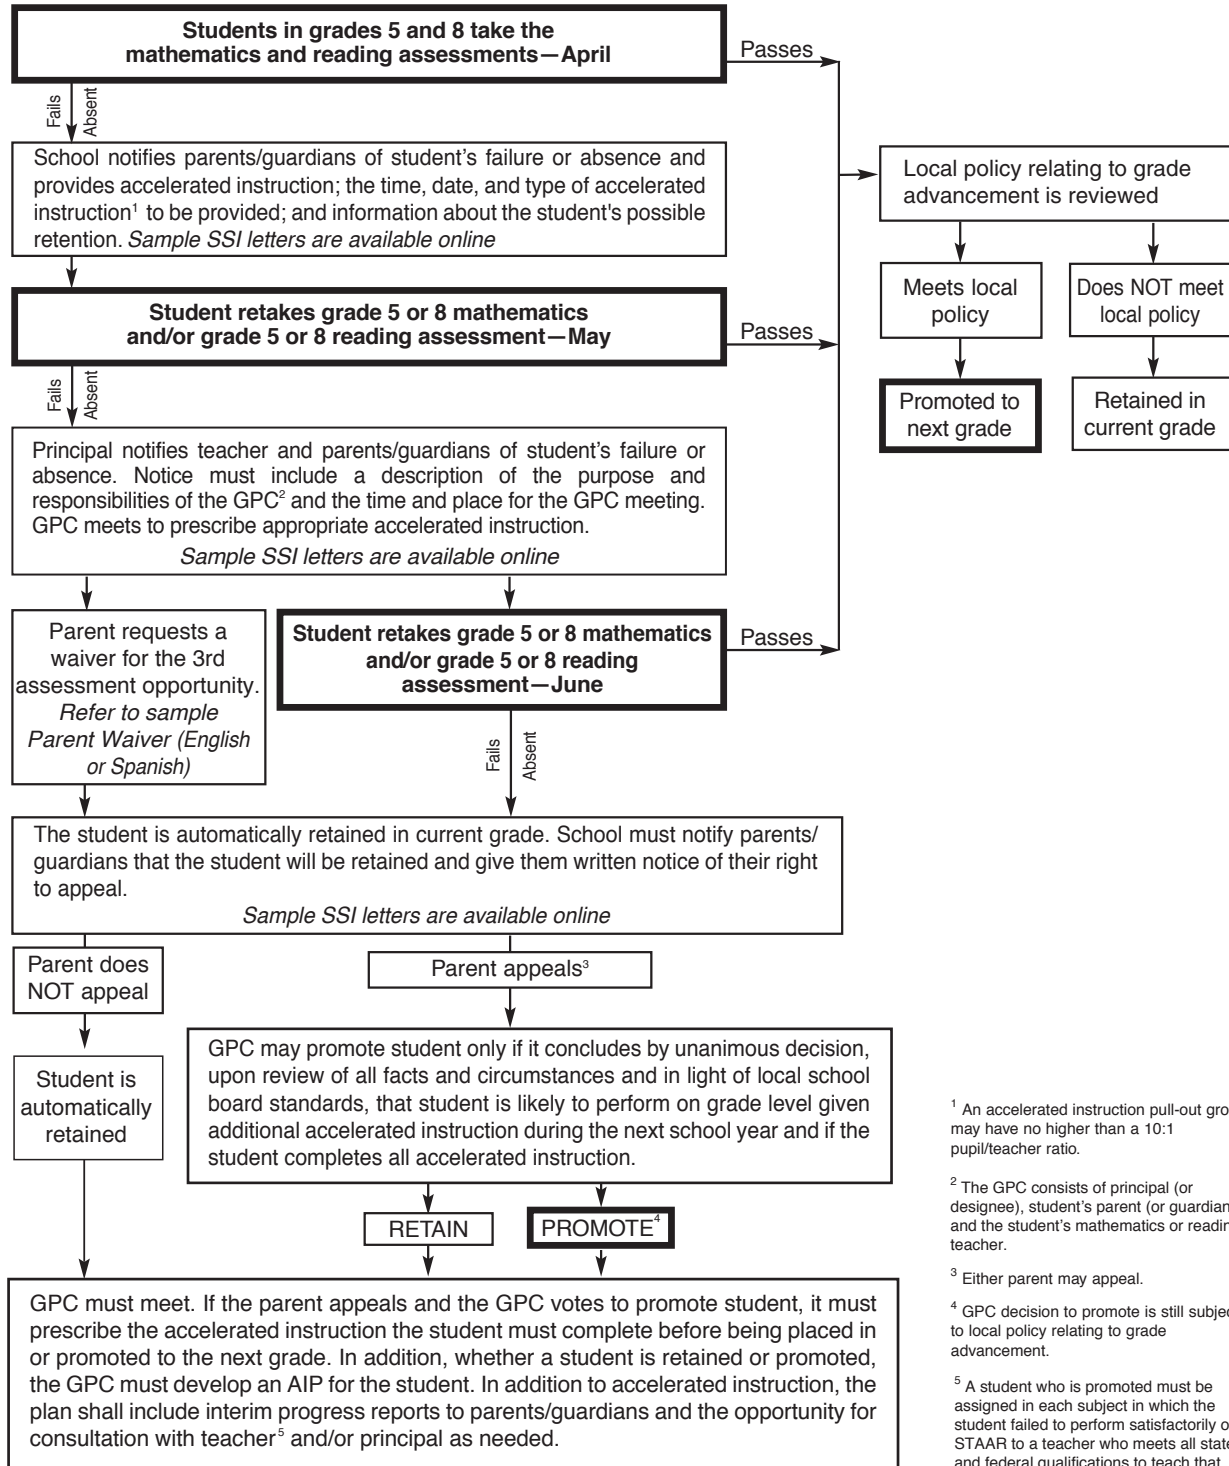 Students in grades 5 and 8 take the
mathematics and reading assessments—April
Passes
Fails
Absent
School notifies parents/guardians of student's failure or absence and
provides accelerated instruction; the time, date, and type of accelerated
instruction¹ to be provided; and information about the student's possible
retention. Sample SSI letters are available online
Local policy relating to grade
advancement is reviewed
Meets local
policy
Does NOT meet
local policy
Promoted to
next grade
Retained in
current grade
Student retakes grade 5 or 8 mathematics
and/or grade 5 or 8 reading assessment—May
Passes
Fails
Absent
Principal notifies teacher and parents/guardians of student's failure or
absence. Notice must include a description of the purpose and
responsibilities of the GPC² and the time and place for the GPC meeting.
GPC meets to prescribe appropriate accelerated instruction.
Sample SSI letters are available online
Parent requests a
waiver for the 3rd
assessment opportunity.
Refer to sample
Parent Waiver (English
or Spanish)
Student retakes grade 5 or 8 mathematics
and/or grade 5 or 8 reading
assessment—June
Passes
Fails
Absent
The student is automatically retained in current grade. School must notify parents/
guardians that the student will be retained and give them written notice of their right
to appeal.
Sample SSI letters are available online
Parent does
NOT appeal
Parent appeals³
Student is
automatically
retained
GPC may promote student only if it concludes by unanimous decision,
upon review of all facts and circumstances and in light of local school
board standards, that student is likely to perform on grade level given
additional accelerated instruction during the next school year and if the
student completes all accelerated instruction.
RETAIN
PROMOTE⁴
GPC must meet. If the parent appeals and the GPC votes to promote student, it must
prescribe the accelerated instruction the student must complete before being placed in
or promoted to the next grade. In addition, whether a student is retained or promoted,
the GPC must develop an AIP for the student. In addition to accelerated instruction, the
plan shall include interim progress reports to parents/guardians and the opportunity for
consultation with teacher⁵ and/or principal as needed.
¹ An accelerated instruction pull-out
may have no higher than a 10:1
pupil/teacher ratio.
² The GPC consists of principal (or
designee), student's parent (or
and the student's mathematics or
teacher.
³ Either parent may appeal.
⁴ GPC decision to promote is still
to local policy relating to grade
advancement.
⁵ A student who is promoted must be
assigned in each subject in which the
student failed to perform satisfactorily
STAAR to a teacher who meets all
and federal qualifications to teach that